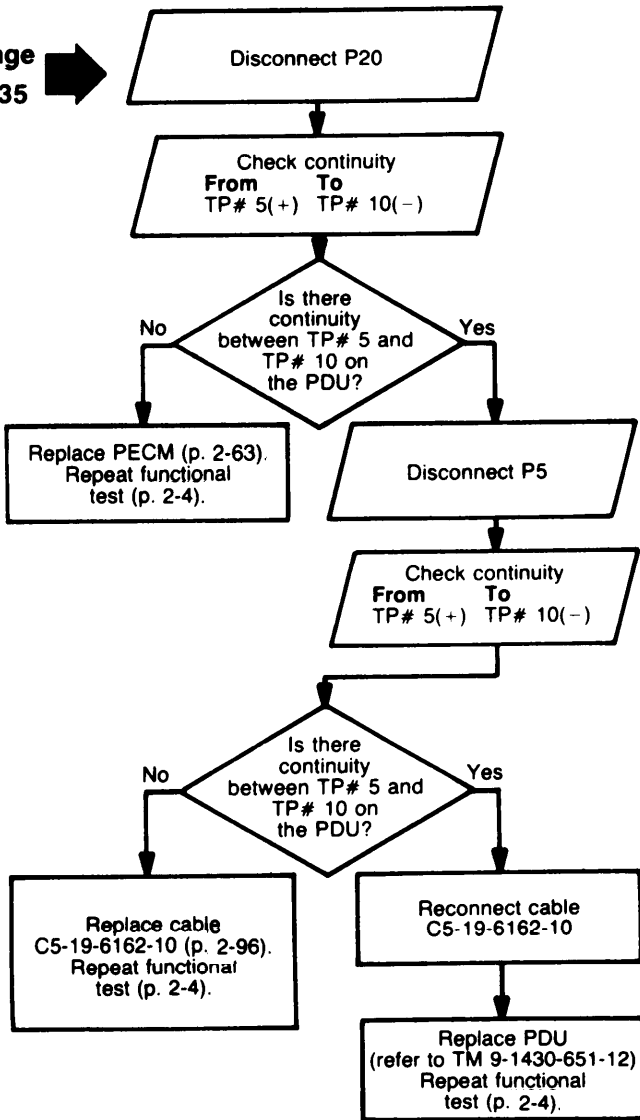 nge
35
Disconnect P20
Check continuity
From To
TP# 5(+) TP# 10(−)
Is there
continuity
between TP# 5 and
TP# 10 on
the PDU?
No
Yes
Replace PECM (p. 2-63).
Repeat functional
test (p. 2-4).
Disconnect P5
Check continuity
From To
TP# 5(+) TP# 10(−)
Is there
continuity
between TP# 5 and
TP# 10 on
the PDU?
No
Yes
Replace cable
C5-19-6162-10 (p. 2-96).
Repeat functional
test (p. 2-4).
Reconnect cable
C5-19-6162-10
Replace PDU
(refer to TM 9-1430-651-12)
Repeat functional
test (p. 2-4).